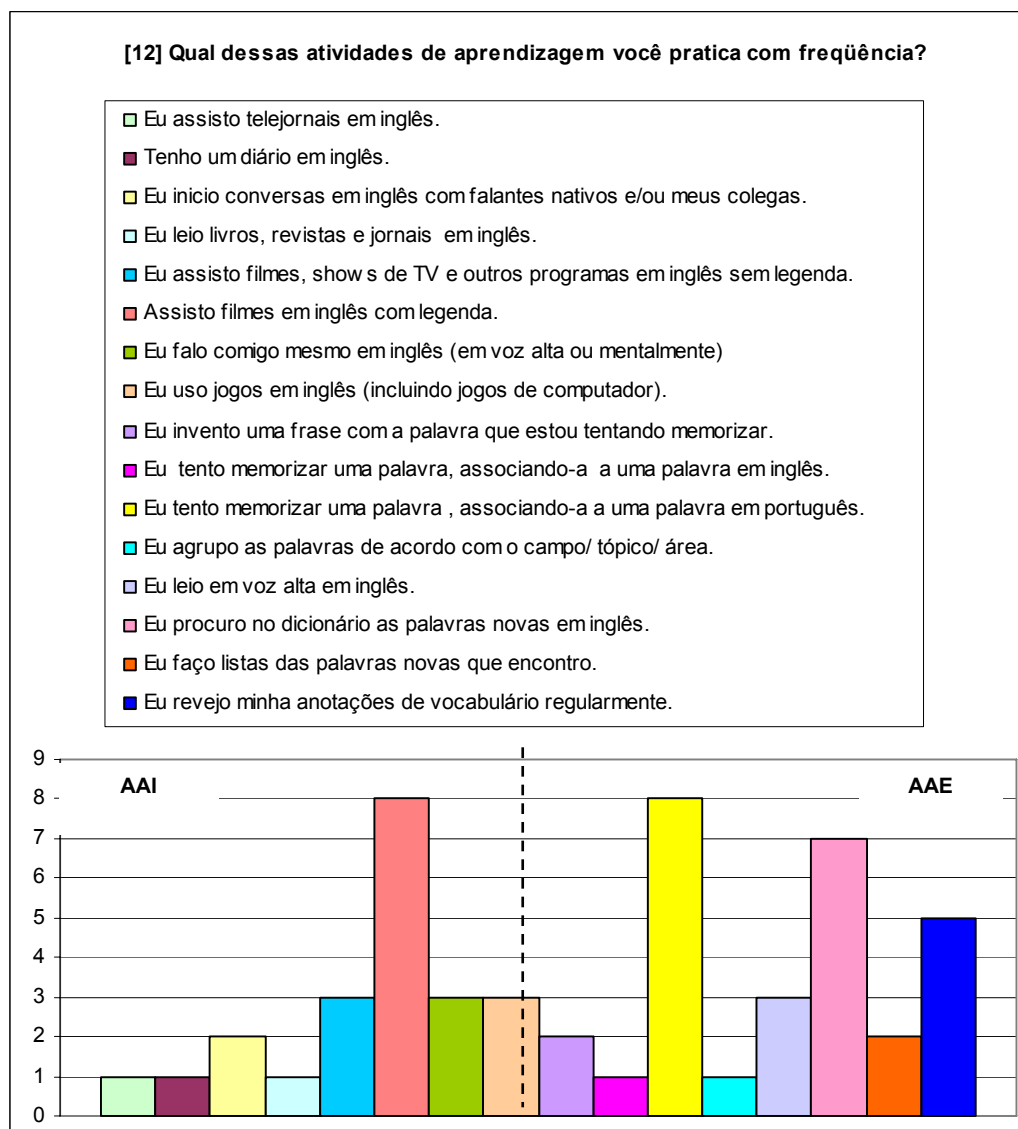 [12] Qual dessas atividades de aprendizagem você pratica com freqüência?
Eu assisto telejornais em inglês.
Tenho um diário em inglês.
Eu inicio conversas em inglês com falantes nativos e/ou meus colegas.
Eu leio livros, revistas e jornais em inglês.
Eu assisto filmes, shows de TV e outros programas em inglês sem legenda.
Assisto filmes em inglês com legenda.
Eu falo comigo mesmo em inglês (em voz alta ou mentalmente)
Eu uso jogos em inglês (incluindo jogos de computador).
Eu invento uma frase com a palavra que estou tentando memorizar.
Eu tento memorizar uma palavra, associando-a a uma palavra em inglês.
Eu tento memorizar uma palavra , associando-a a uma palavra em português.
Eu agrupo as palavras de acordo com o campo/ tópico/ área.
Eu leio em voz alta em inglês.
Eu procuro no dicionário as palavras novas em inglês.
Eu faço listas das palavras novas que encontro.
Eu revejo minha anotações de vocabulário regularmente.
9
AAI AAE
8
7
6
5
4
3
2
1
0